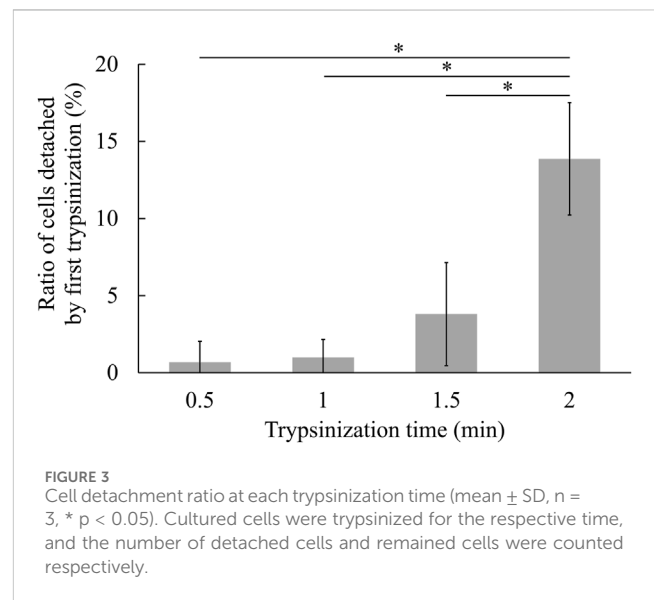 *
*
*
20
15
10
5
0
Ratio of cells detached
by first trypsinization (%)
0.5 1 1.5 2
Trypsinization time (min)
FIGURE 3
Cell detachment ratio at each trypsinization time (mean ± SD, n =
3, * p < 0.05). Cultured cells were trypsinized for the respective time,
and the number of detached cells and remained cells were counted
respectively.